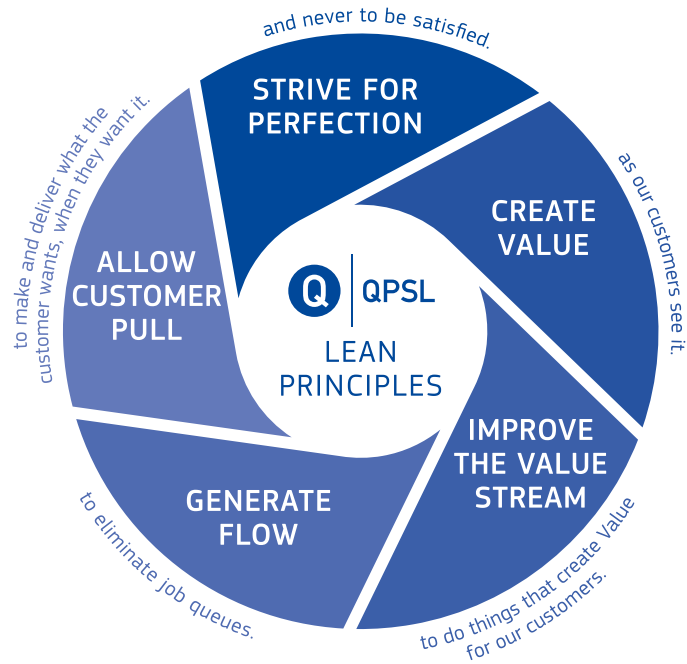 and never to be satisfied.
STRIVE FOR
PERFECTION
as our customers see it.
CREATE
VALUE
IMPROVE
THE VALUE
STREAM
to do things that create Value
for our customers.
GENERATE
FLOW
to eliminate job queues.
ALLOW
CUSTOMER
PULL
to make and deliver what the
customer wants, when they want it.
Q QPSL
LEAN
PRINCIPLES